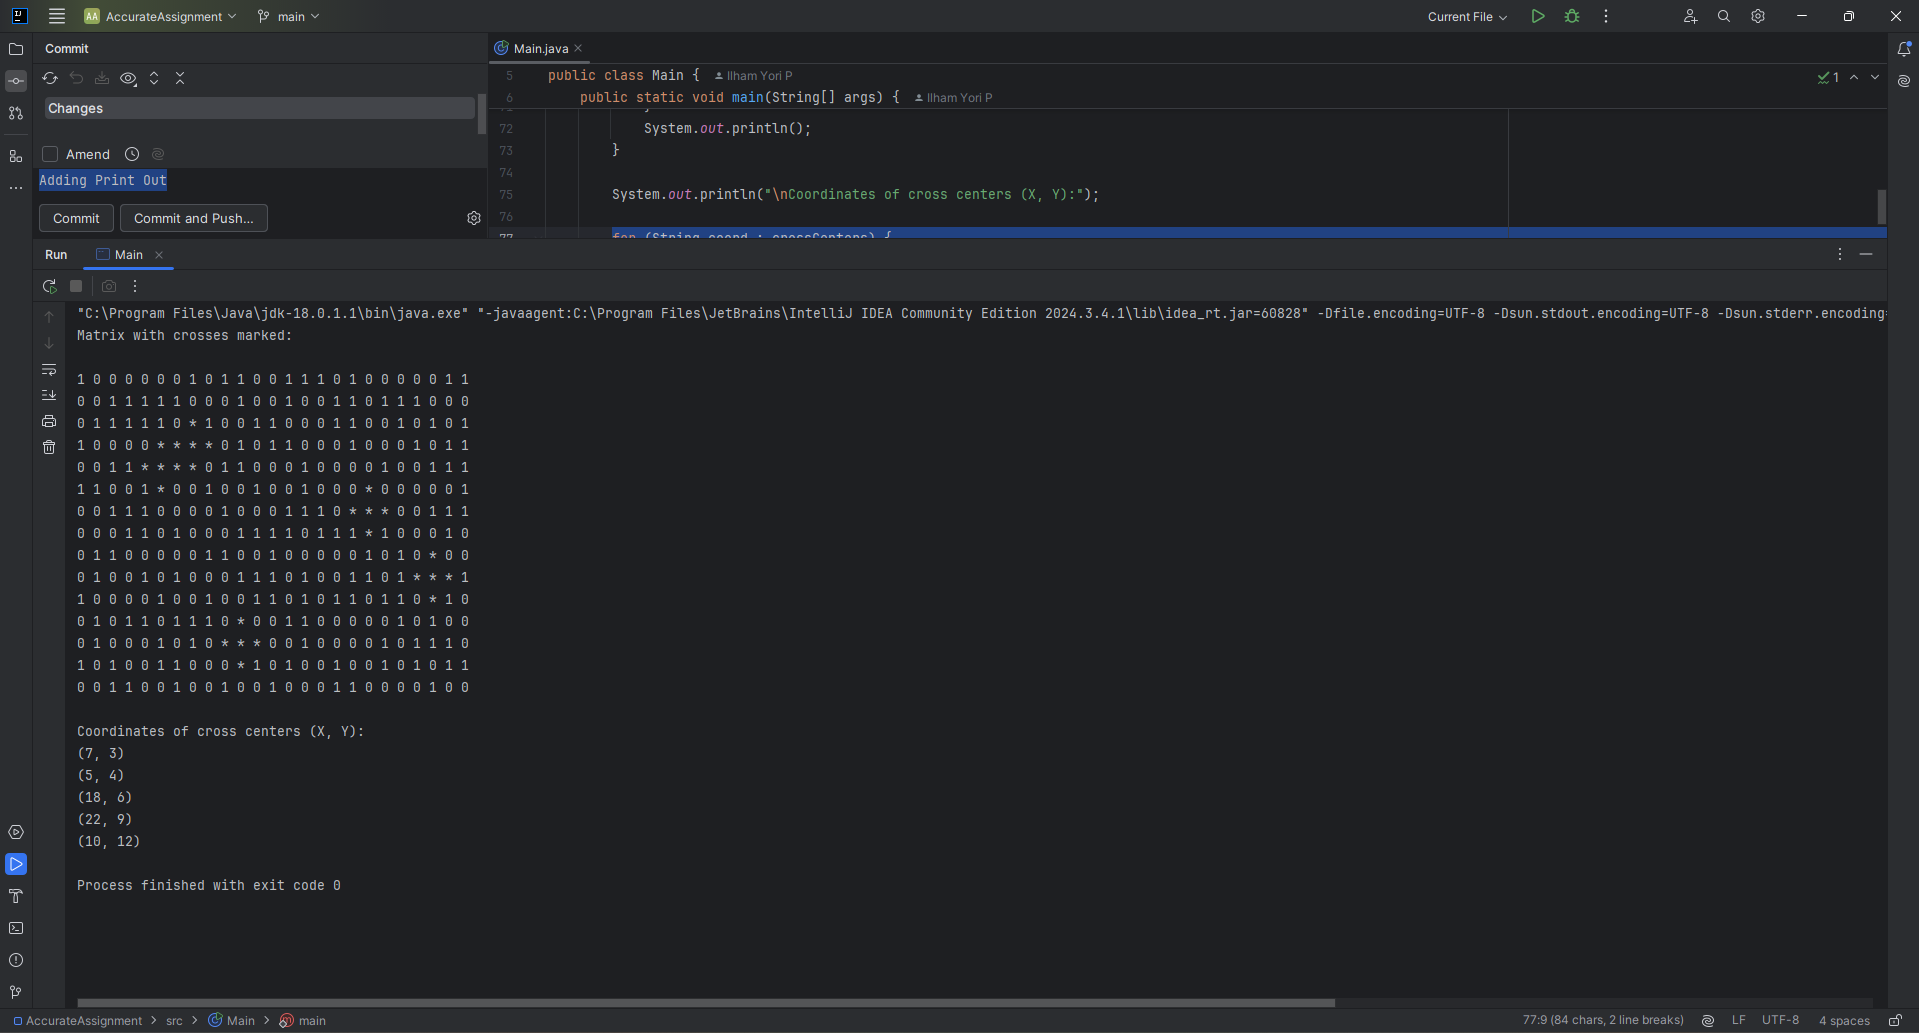 AA AccurateAssignment main Current File
Commit
Changes
Amend
Adding Print Out
Commit Commit and Push...
Main.java
5 public class Main { Ilham Yori P
6 public static void main(String[] args) { Ilham Yori P
1
72 System.out.println();
73 }
74
75 System.out.println("\nCoordinates of cross centers (X, Y):");
76
77 for (String coord : crossCenters) {
Run Main
"C:\Program Files\Java\jdk-18.0.1.1\bin\java.exe" "-javaagent:C:\Program Files\JetBrains\IntelliJ IDEA Community Edition 2024.3.4.1\lib\idea_rt.jar=60828" -Dfile.encoding=UTF-8 -Dsun.stdout.encoding=UTF-8 -Dsun.stderr.encoding=
Matrix with crosses marked:
1 0 0 0 0 0 0 1 0 1 1 0 0 1 1 1 0 1 0 0 0 0 0 1 1
0 0 1 1 1 1 1 0 0 0 1 0 0 1 0 0 1 1 0 1 1 1 0 0 0
0 1 1 1 1 1 0 * 1 0 0 1 1 0 0 0 1 1 0 0 1 0 1 0 1
1 0 0 0 0 * * * * 0 1 0 1 1 0 0 0 1 0 0 0 1 0 1 1
0 0 1 1 * * * * 0 1 1 0 0 0 1 0 0 0 0 1 0 0 1 1 1
1 1 0 0 1 * 0 0 1 0 0 1 0 0 1 0 0 0 * 0 0 0 0 0 1
0 0 1 1 1 0 0 0 0 1 0 0 0 1 1 1 0 * * * 0 0 1 1 1
0 0 0 1 1 0 1 0 0 0 1 1 1 1 0 1 1 1 * 1 0 0 0 1 0
0 1 1 0 0 0 0 0 1 1 0 0 1 0 0 0 0 0 1 0 1 0 * 0 0
0 1 0 0 1 0 1 0 0 0 1 1 1 0 1 0 0 1 1 0 1 * * * 1
1 0 0 0 0 1 0 0 1 0 0 1 1 0 1 0 1 1 0 1 1 0 * 1 0
0 1 0 1 1 0 1 1 1 0 * 0 0 1 1 0 0 0 0 0 1 0 1 0 0
0 1 0 0 0 1 0 1 0 * * * 0 0 1 0 0 0 0 1 0 1 1 1 0
1 0 1 0 0 1 1 0 0 0 * 1 0 1 0 0 1 0 0 1 0 1 0 1 1
0 0 1 1 0 0 1 0 0 1 0 0 1 0 0 0 1 1 0 0 0 0 1 0 0
Coordinates of cross centers (X, Y):
(7, 3)
(5, 4)
(18, 6)
(22, 9)
(10, 12)
Process finished with exit code 0
AccurateAssignment src Main main 77:9 (84 chars, 2 line breaks) LF UTF-8 4 spaces